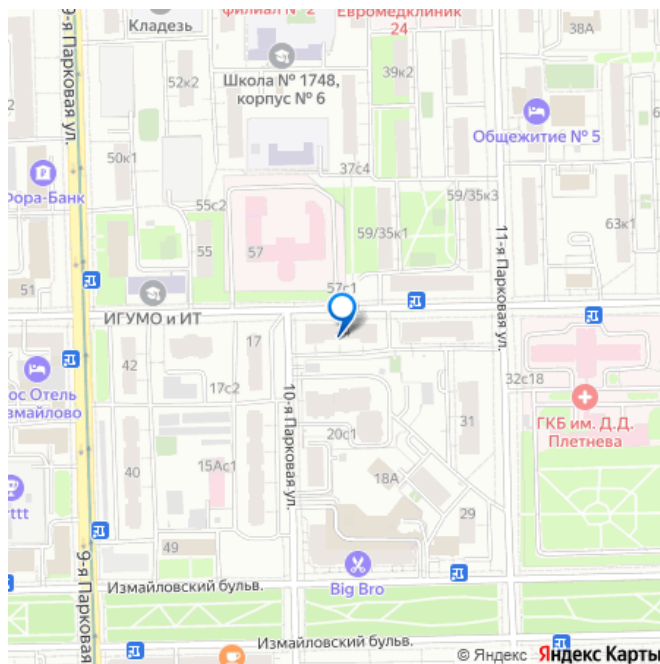 филиал № 2
Евромедклиник
24
Кладезь
38А
9-я Парковая ул.
52к2
39к2
Школа № 1748,
корпус № 6
Общежитие № 5
50к1
37с4
Фора-Банк
55с2
59/35к3
63к1
55
57
59/35к1
11-я Парковая ул.
51
57с1
ИГУМО и ИТ
42
17
17с2
32с18
ГКБ им. Д.Д.
Плетнева
Измайлово
10-я Парковая ул.
20с1
31
15Ас1
40
18А
29
49
9-я Парковая
Измайловский бульв.
Big Bro
Измайловский бульв.
© Яндекс Яндекс Карты